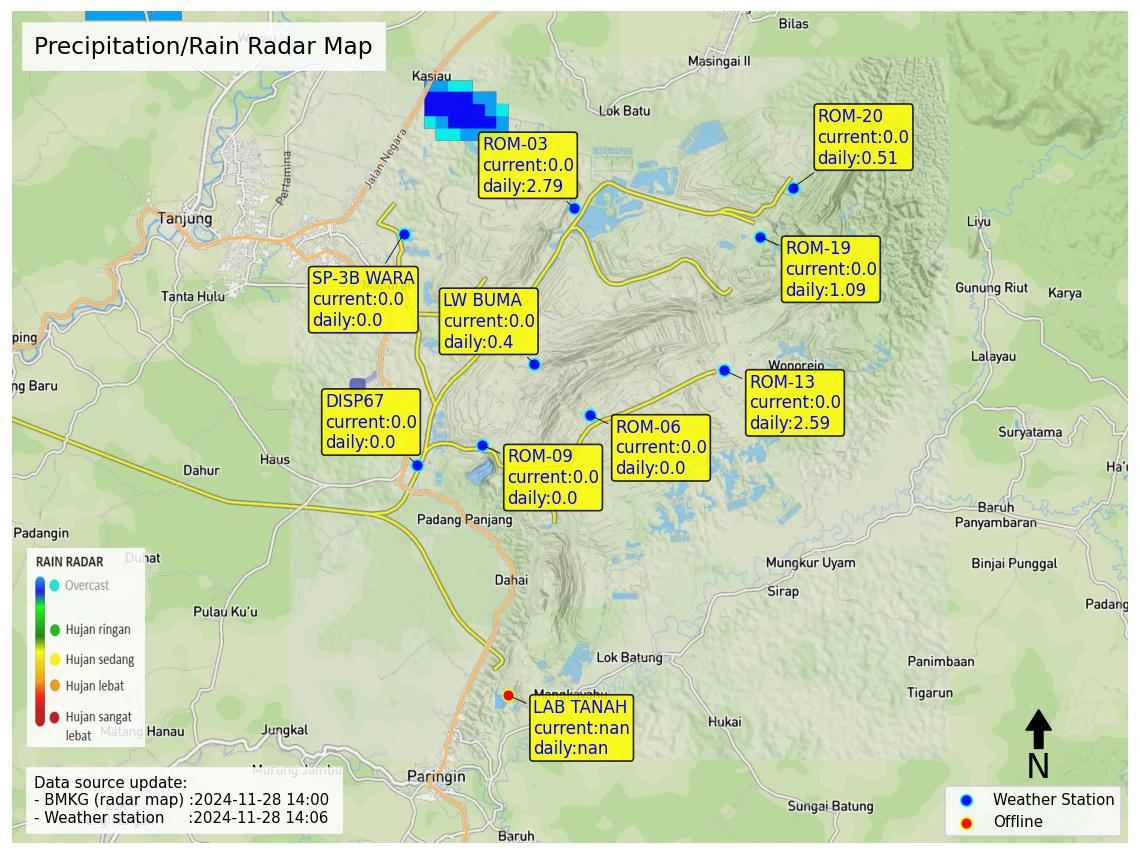 Precipitation/Rain Radar Map
Bilas
Masingai II
Kasiau
Lok Batu
Jalan Negara
Pertamina
Tanjung
Tanta Hulu
ROM-20
current:0.0
daily:0.51
ROM-03
current:0.0
daily:2.79
ROM-19
current:0.0
daily:1.09
SP-3B WARA
current:0.0
daily:0.0
LW BUMA
current:0.0
daily:0.4
Liyu
Gunung Riut
Karya
Lalayau
ping
ng Baru
Wonorejo
ROM-13
current:0.0
daily:2.59
DISP67
current:0.0
daily:0.0
ROM-06
current:0.0
daily:0.0
ROM-09
current:0.0
daily:0.0
Suryatama
Ha'u
Haus
Dahur
Padang Panjang
Baruh
Panyambaran
Padangin
Duhat
Dahai
Mungkur Uyam
Binjai Punggal
Sirap
Padang
Pulau Ku'u
RAIN RADAR
Overcast
Hujan ringan
Hujan sedang
Hujan lebat
Hujan sangat
lebat
Lok Batung
Panimbaan
Tigarun
Mangkayahu
LAB TANAH
current:nan
daily:nan
Hukai
Matang Hanau
Jungkal
Murung Jambu
Paringin
Sungai Batung
Baruh
N
Data source update:
- BMKG (radar map) :2024-11-28 14:00
- Weather station :2024-11-28 14:06
Weather Station
Offline